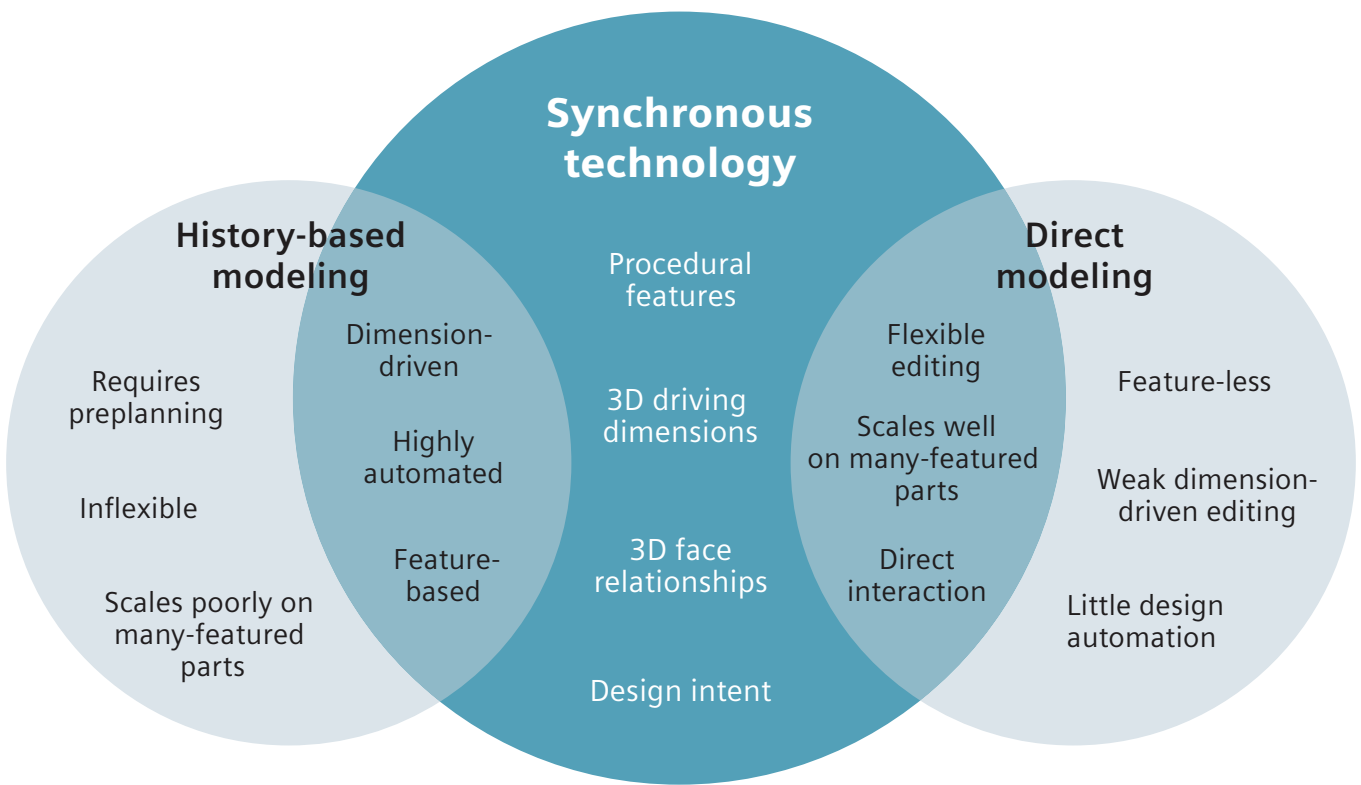 Synchronous
technology
History-based
modeling
Requires
preplanning
Inflexible
Scales poorly on
many-featured
parts
Dimension-
driven
Highly
automated
Feature-
based
Procedural
features
3D driving
dimensions
3D face
relationships
Design intent
Direct
modeling
Flexible
editing
Scales well
on many-featured
parts
Direct
interaction
Feature-less
Weak dimension-
driven editing
Little design
automation